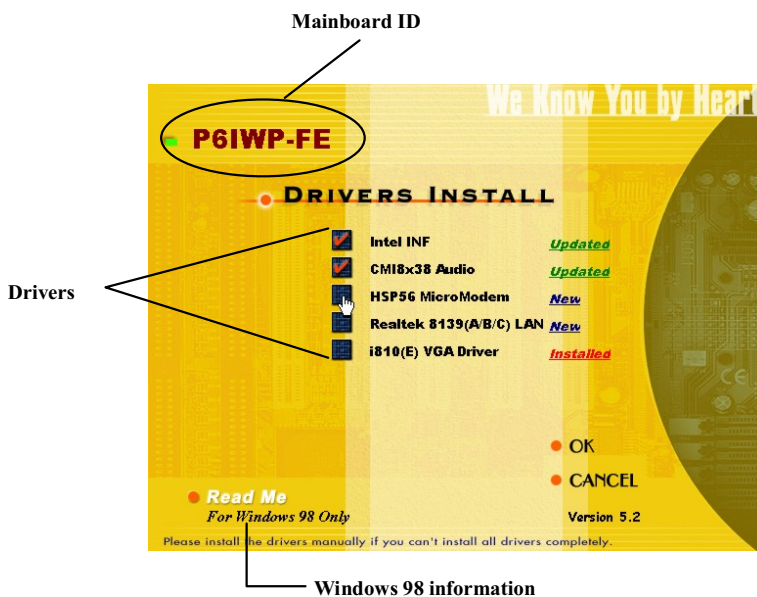 Mainboard ID
We Know You by Heart
P6IWP-FE
DRIVERS INSTALL
Drivers
Intel INF Updated
CMI8x38 Audio Updated
HSP56 MicroModem New
Realtek 8139(A/B/C) LAN New
i810(E) VGA Driver Installed
OK
CANCEL
Read Me
For Windows 98 Only
Version 5.2
Please install the drivers manually if you can't install all drivers completely.
Windows 98 information